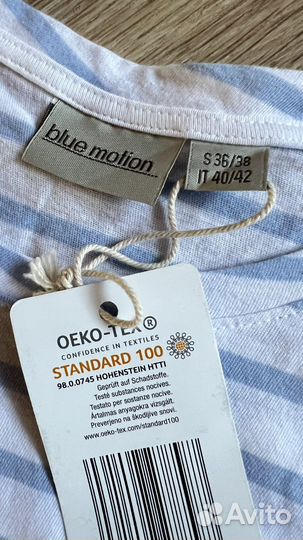 blue motion
S 36/38
IT 40/42
OEKO-TEX®
CONFIDENCE IN TEXTILES
STANDARD 100
98.0.0745 HOHENSTEIN HTTI
Geprüft auf Schadstoffe.
Testé substances nocives.
Testato per sostanze nocive.
Ártalmas anyagokra vizsgált.
Preverjeno na škodljive snovi.
www.oeko-tex.com/standard100
Avito